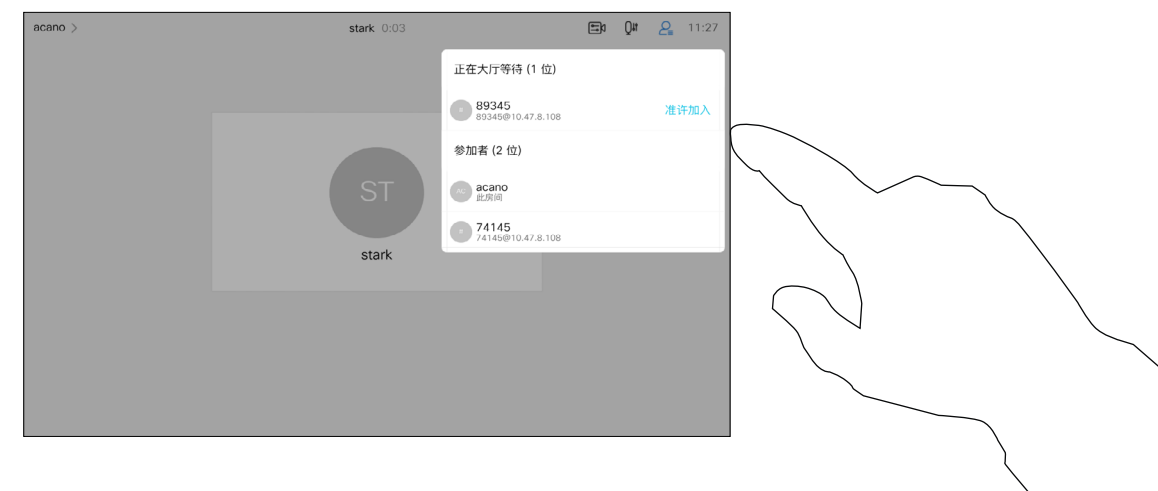 acano
stark 0:03
11:27
正在大厅等待 (1 位)
89345
89345@10.47.8.108
准许加入
参加者 (2 位)
AC
acano
此房间
74145
74145@10.47.8.108
ST
stark